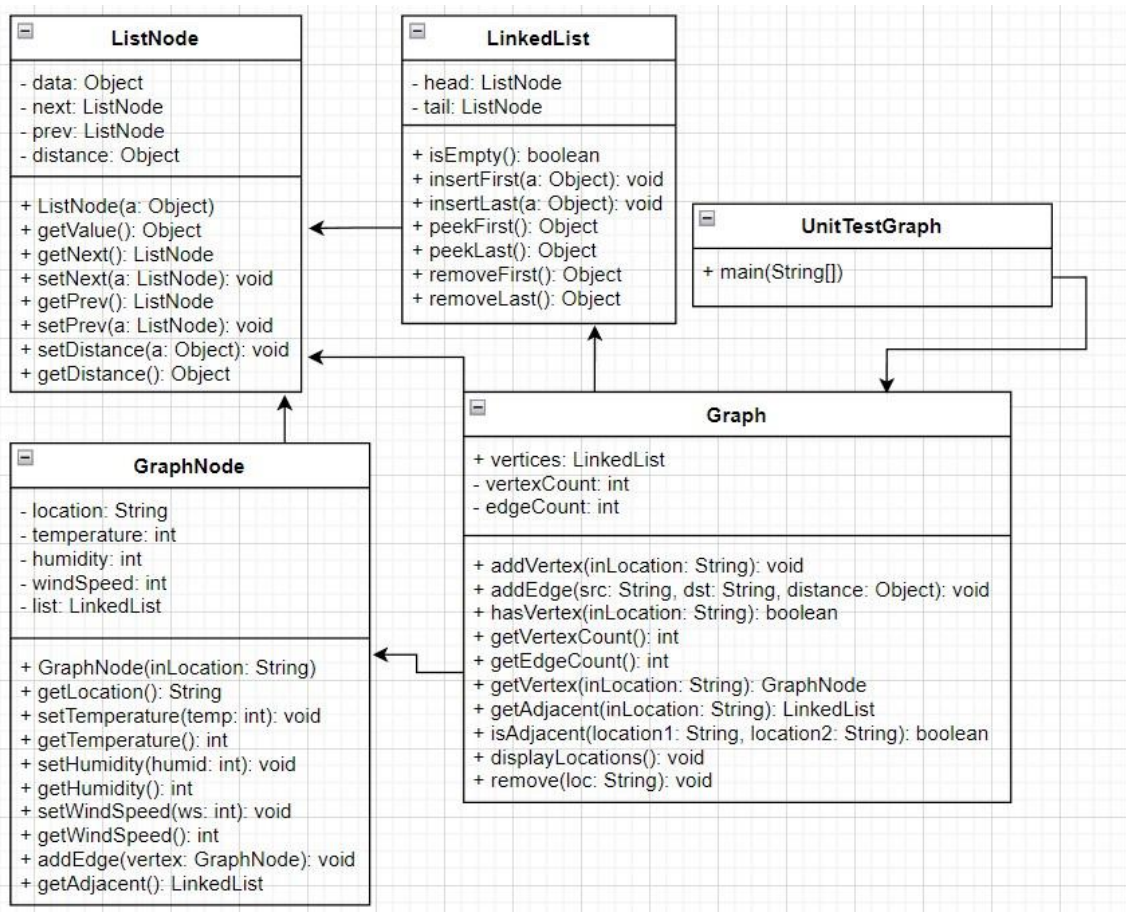 ListNode
- data: Object
- next: ListNode
- prev: ListNode
- distance: Object
+ ListNode(a: Object)
+ getValue(): Object
+ getNext(): ListNode
+ setNext(a: ListNode): void
+ getPrev(): ListNode
+ setPrev(a: ListNode): void
+ setDistance(a: Object): void
+ getDistance(): Object
LinkedList
- head: ListNode
- tail: ListNode
+ isEmpty(): boolean
+ insertFirst(a: Object): void
+ insertLast(a: Object): void
+ peekFirst(): Object
+ peekLast(): Object
+ removeFirst(): Object
+ removeLast(): Object
UnitTestGraph
+ main(String[])
GraphNode
- location: String
- temperature: int
- humidity: int
- windSpeed: int
- list: LinkedList
+ GraphNode(inLocation: String)
+ getLocation(): String
+ setTemperature(temp: int): void
+ getTemperature(): int
+ setHumidity(humid: int): void
+ getHumidity(): int
+ setWindSpeed(ws: int): void
+ getWindSpeed(): int
+ addEdge(vertex: GraphNode): void
+ getAdjacent(): LinkedList
Graph
+ vertices: LinkedList
- vertexCount: int
- edgeCount: int
+ addVertex(inLocation: String): void
+ addEdge(src: String, dst: String, distance: Object): void
+ hasVertex(inLocation: String): boolean
+ getVertexCount(): int
+ getEdgeCount(): int
+ getVertex(inLocation: String): GraphNode
+ getAdjacent(inLocation: String): LinkedList
+ isAdjacent(location1: String, location2: String): boolean
+ displayLocations(): void
+ remove(loc: String): void